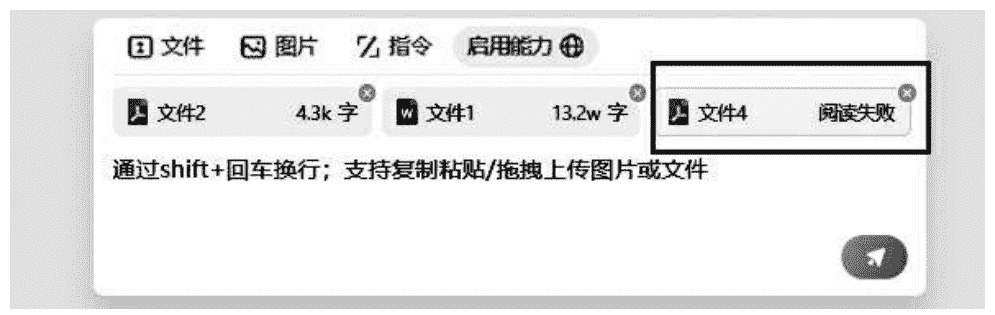 文件 图片 指令 启用能力
文件2 4.3k 字 文件1 13.2w 字 文件4 阅读失败
通过shift+回车换行；支持复制粘贴/拖拽上传图片或文件